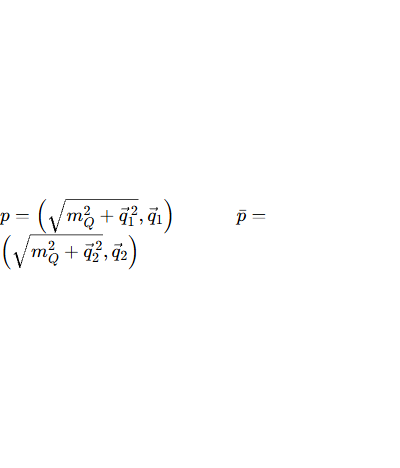 p = \left( \sqrt{m_Q^2 + \vec{q}_1^{\,2}}, \vec{q}_1 \right) \qquad \bar{p} =
\left( \sqrt{m_Q^2 + \vec{q}_2^{\,2}}, \vec{q}_2 \right)